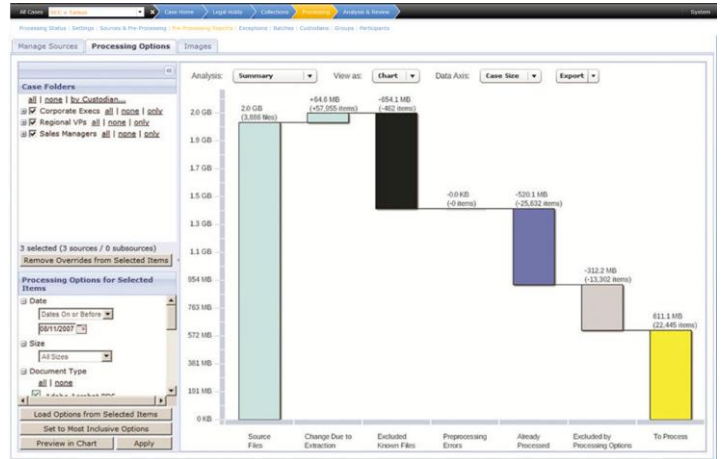 All Cases
Case Home
Legal Holds
Collections
Processing
Analysis & Review
System
Processing Status | Settings | Sources & Pre-Processing | Pre-Processing Reports | Exceptions | Batches | Custodians | Groups | Participants
Manage Sources
Processing Options
Images
Case Folders
all | none | by Custodian...
Corporate Execs all | none | only
Regional VPs all | none | only
Sales Managers all | none | only
3 selected (3 sources / 0 subsources)
Remove Overrides from Selected Items
Processing Options for Selected
Items
Date
Dates On or Before
08/11/2007
Size
All Sizes
Document Type
all | none
Adobe Acrobat PDF
Load Options from Selected Items
Set to Most Inclusive Options
Preview in Chart
Apply
Analysis: Summary
View as: Chart
Data Axis: Case Size
Export
2.0 GB
1.9 GB
1.7 GB
1.5 GB
1.3 GB
1.1 GB
954 MB
763 MB
572 MB
381 MB
191 MB
0 KB
2.0 GB
(3,886 files)
+64.6 MB
(+57,955 items)
-654.1 MB
(-462 items)
-0.0 KB
(-0 items)
-520.1 MB
(-25,632 items)
-312.2 MB
(-13,302 items)
611.1 MB
(22,445 items)
Source
Files
Change Due to
Extraction
Excluded
Known Files
Preprocessing
Errors
Already
Processed
Excluded by
Processing Options
To Process